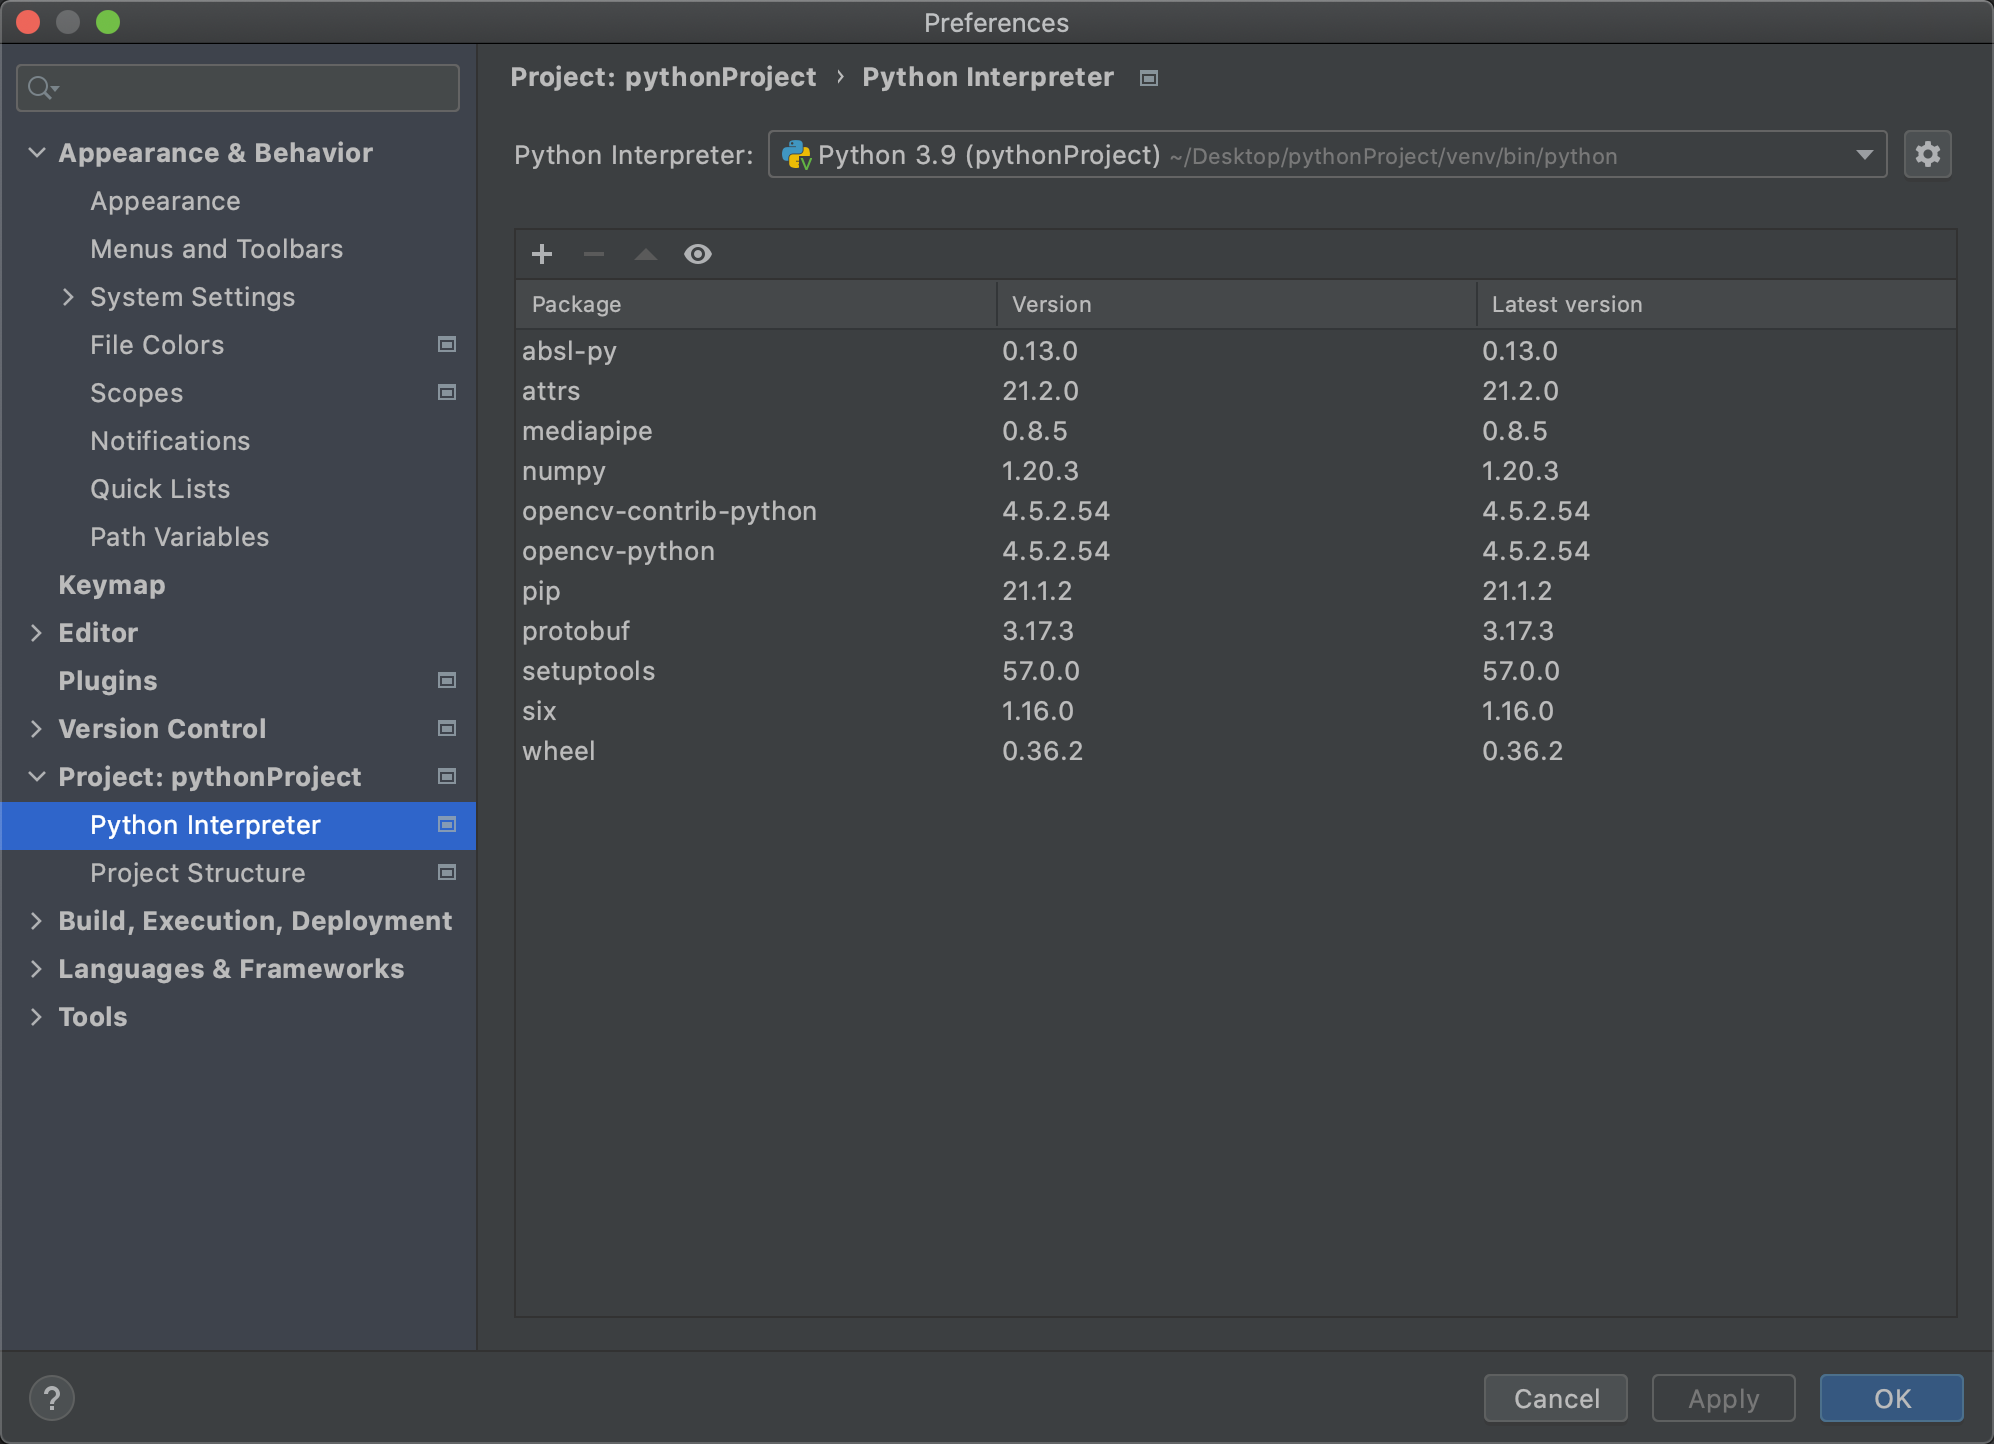 Preferences
Appearance & Behavior
Appearance
Menus and Toolbars
System Settings
File Colors
Scopes
Notifications
Quick Lists
Path Variables
Keymap
Editor
Plugins
Version Control
Project: pythonProject
Python Interpreter
Project Structure
Build, Execution, Deployment
Languages & Frameworks
Tools
Project: pythonProject › Python Interpreter
Python Interpreter: Python 3.9 (pythonProject) ~/Desktop/pythonProject/venv/bin/python
Package Version Latest version
absl-py 0.13.0 0.13.0
attrs 21.2.0 21.2.0
mediapipe 0.8.5 0.8.5
numpy 1.20.3 1.20.3
opencv-contrib-python 4.5.2.54 4.5.2.54
opencv-python 4.5.2.54 4.5.2.54
pip 21.1.2 21.1.2
protobuf 3.17.3 3.17.3
setuptools 57.0.0 57.0.0
six 1.16.0 1.16.0
wheel 0.36.2 0.36.2
? Cancel Apply OK